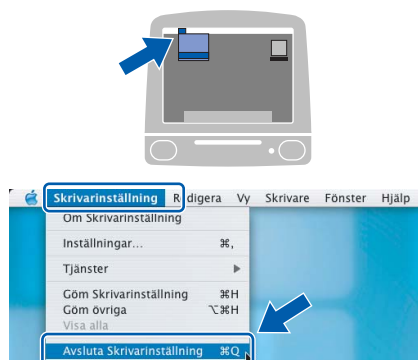 Skrivarinställning Redigera Vy Skrivare Fönster Hjälp
Om Skrivarinställning
Inställningar... ⌘,
Tjänster ▶
Göm Skrivarinställning ⌘H
Göm övriga ⌥⌘H
Visa alla
Avsluta Skrivarinställning ⌘Q